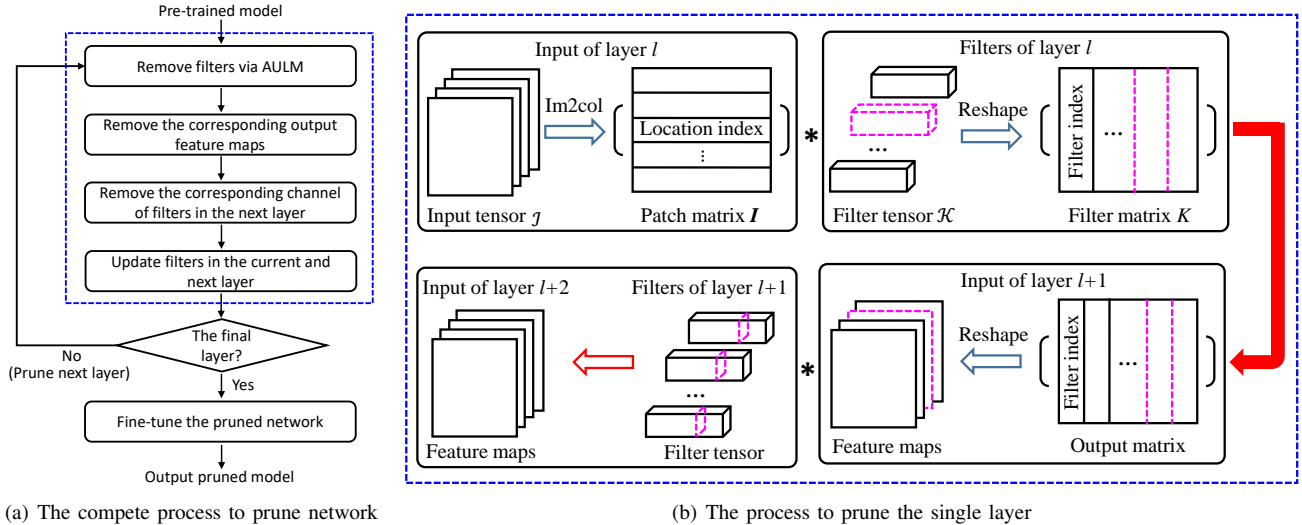 Pre-trained model
Remove filters via AULM
Remove the corresponding output
feature maps
Remove the corresponding channel
of filters in the next layer
Update filters in the current and
next layer
The final
layer?
No
(Prune next layer)
Yes
Fine-tune the pruned network
Output pruned model
(a) The compete process to prune network
Input of layer l
Im2col
Location index
⋮
Input tensor 𝒥
Patch matrix I
*
Filters of layer l
...
Reshape
Filter index
...
Filter tensor 𝒦
Filter matrix K
Input of layer l+2
Filters of layer l+1
...
Feature maps
Filter tensor
*
Input of layer l+1
Reshape
Filter index
...
Feature maps
Output matrix
(b) The process to prune the single layer